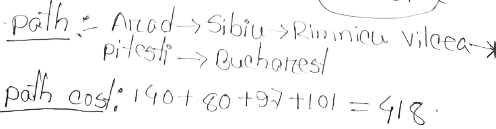 path :- Arad → Sibiu → Rimnicu Vilcea →
pitesti → Bucharest
path cost: 140 + 80 + 97 + 101 = 418.